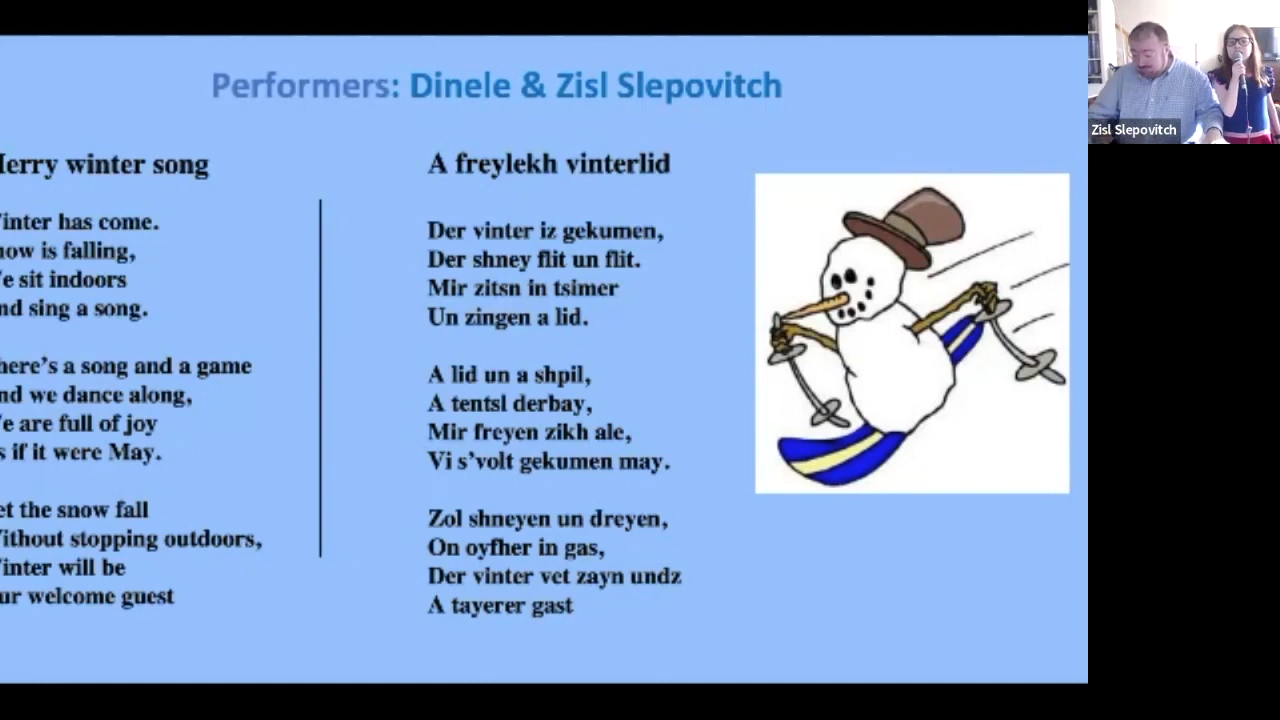 Performers: Dinele & Zisl Slepovitch
Zisl Slepovitch
erry winter song
inter has come.
now is falling,
e sit indoors
nd sing a song.
here's a song and a game
nd we dance along,
e are full of joy
s if it were May.
et the snow fall
ithout stopping outdoors,
inter will be
ur welcome guest
A freylekh vinterlid
Der vinter iz gekumen,
Der shney flit un flit.
Mir zitsn in tsimer
Un zingen a lid.
A lid un a shpil,
A tentsl derbay,
Mir freyen zikh ale,
Vi s'volt gekumen may.
Zol shneyen un dreyen,
On oyfher in gas,
Der vinter vet zayn undz
A tayerer gast